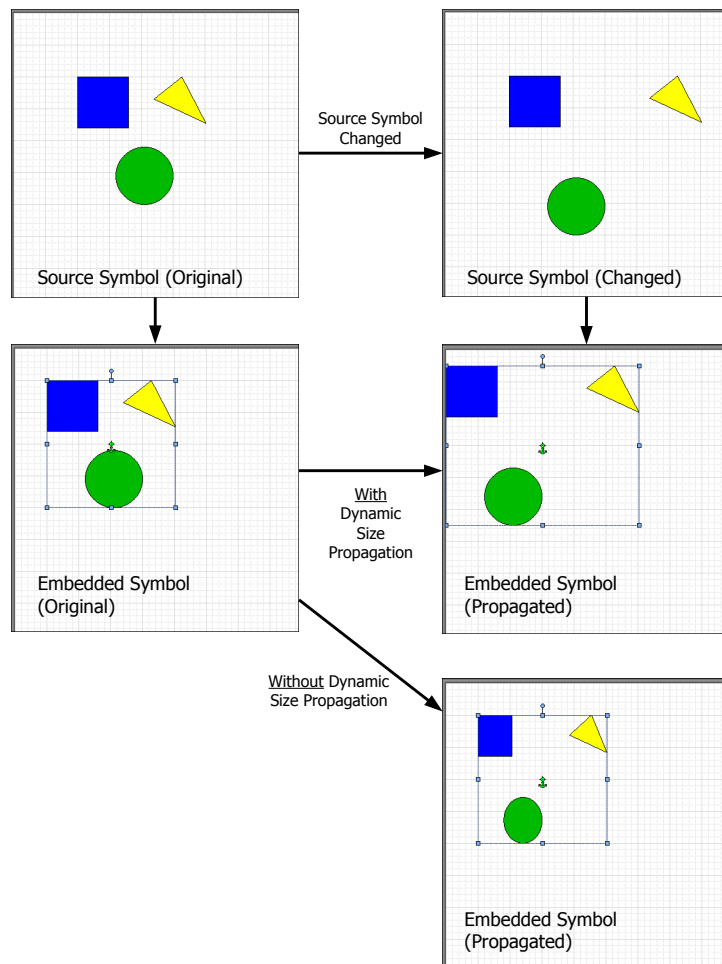 Source Symbol
Changed
Source Symbol (Original)
Source Symbol (Changed)
With
Dynamic
Size
Propagation
Embedded Symbol
(Original)
Embedded Symbol
(Propagated)
Without Dynamic
Size Propagation
Embedded Symbol
(Propagated)